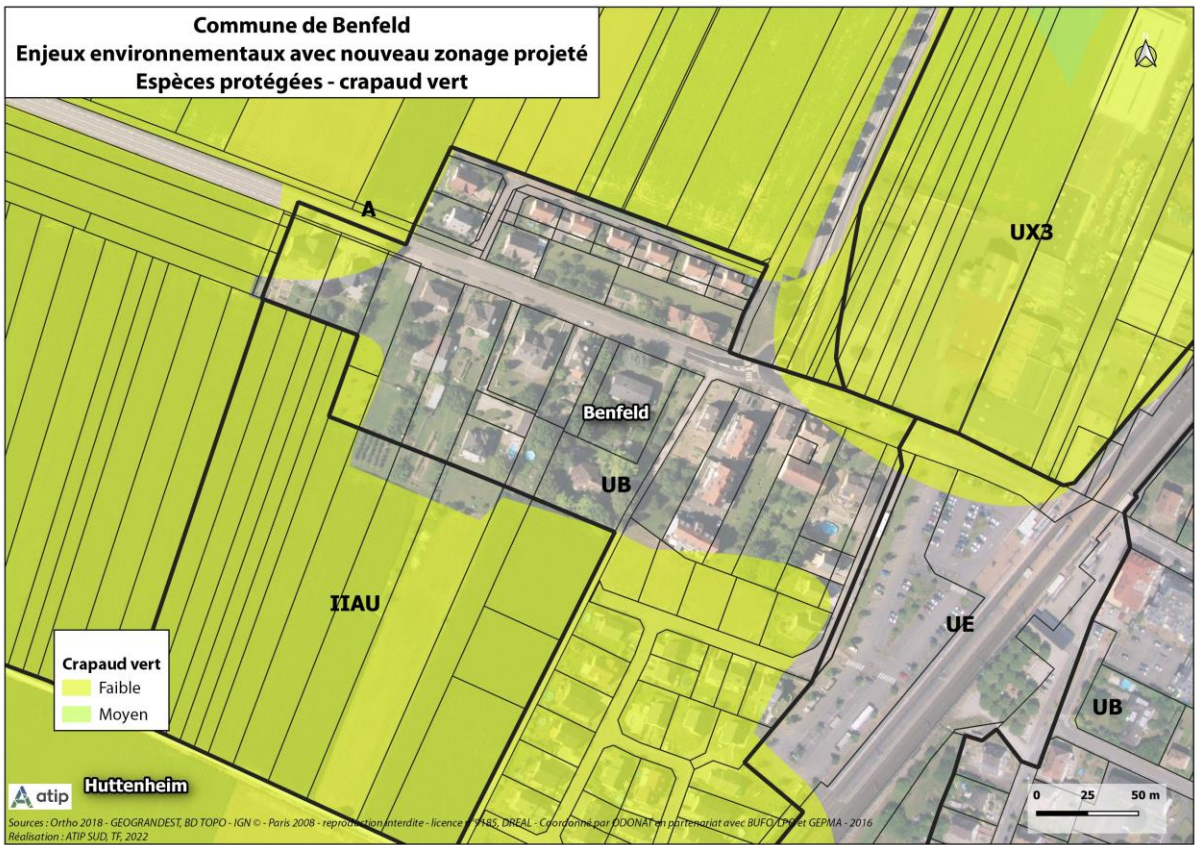 Commune de Benfeld
Enjeux environnementaux avec nouveau zonage projeté
Espèces protégées - crapaud vert
N
A
UX3
Benfeld
UB
IIAU
UE
UB
Crapaud vert
Faible
Moyen
Huttenheim
atip
0 25 50 m
Sources : Ortho 2018 - GEOGRANDEST, BD TOPO - IGN © - Paris 2008 - reproduction interdite - licence n°9185, DREAL - Coordonné par ODONAT en partenariat avec BUFO, LPO et GEPMA - 2016
Réalisation : ATIP SUD, TF, 2022